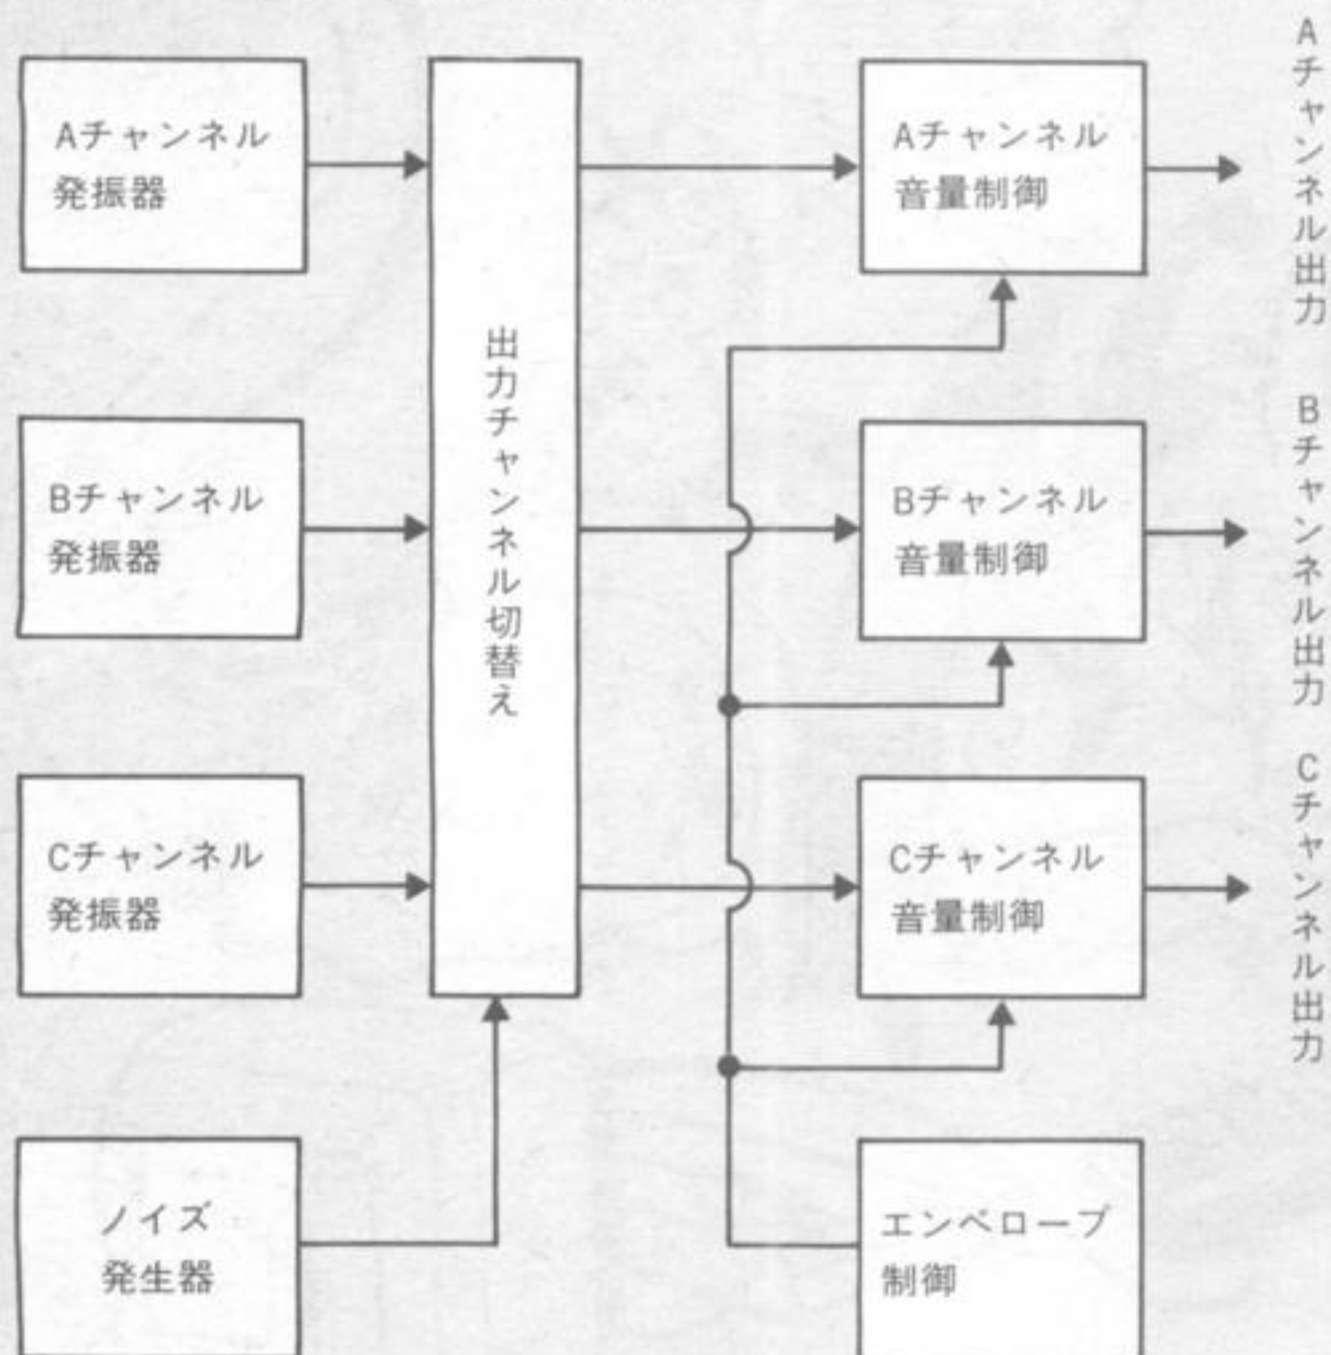 Aチャンネル
発振器
Bチャンネル
発振器
Cチャンネル
発振器
ノイズ
発生器
出力チャンネル切替え
Aチャンネル
音量制御
Bチャンネル
音量制御
Cチャンネル
音量制御
エンベロープ
制御
Aチャンネル出力
Bチャンネル出力
Cチャンネル出力